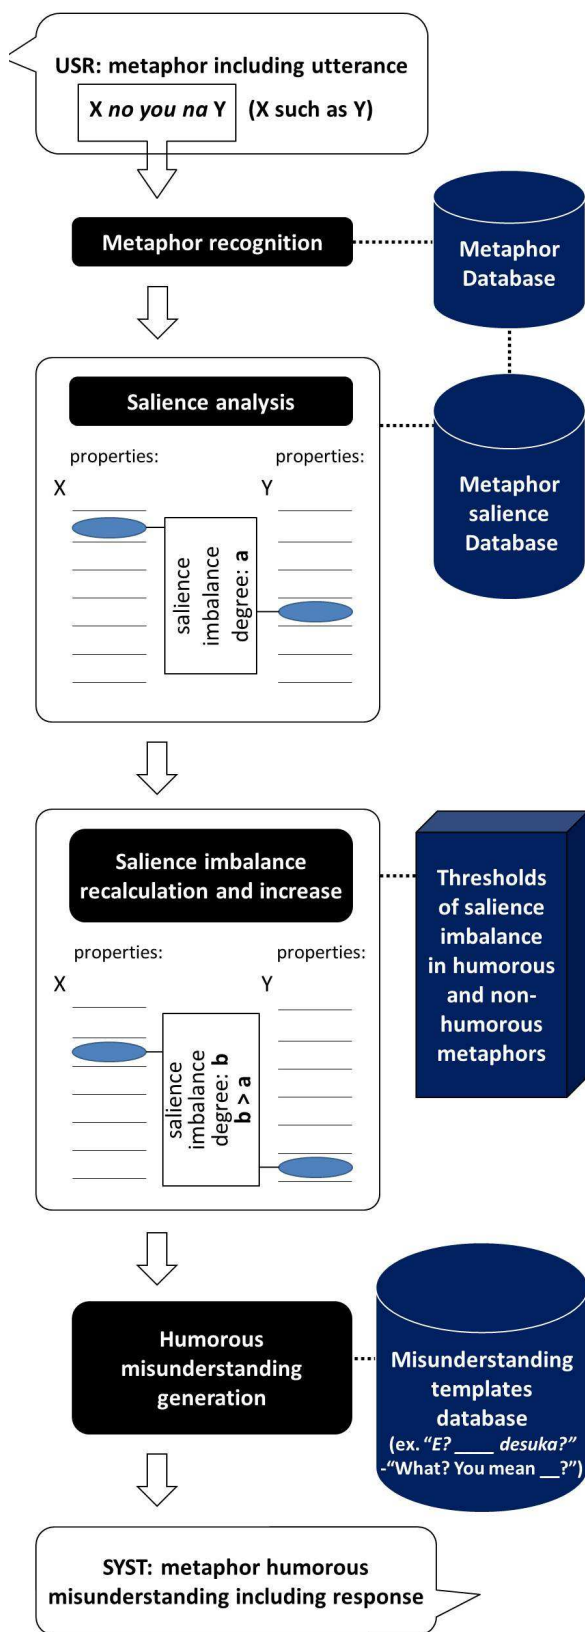 USR: metaphor including utterance
X no you na Y (X such as Y)
Metaphor recognition
Metaphor
Database
Salience analysis
properties:
properties:
X
Y
salience
imbalance
degree: a
Metaphor
salience
Database
Salience imbalance
recalculation and increase
properties:
properties:
X
Y
salience
imbalance
degree: b
b > a
Thresholds
of salience
imbalance
in humorous
and non-
humorous
metaphors
Humorous
misunderstanding
generation
Misunderstanding
templates
database
(ex. “E? ____ desuka?”
-“What? You mean __?”)
SYST: metaphor humorous
misunderstanding including response